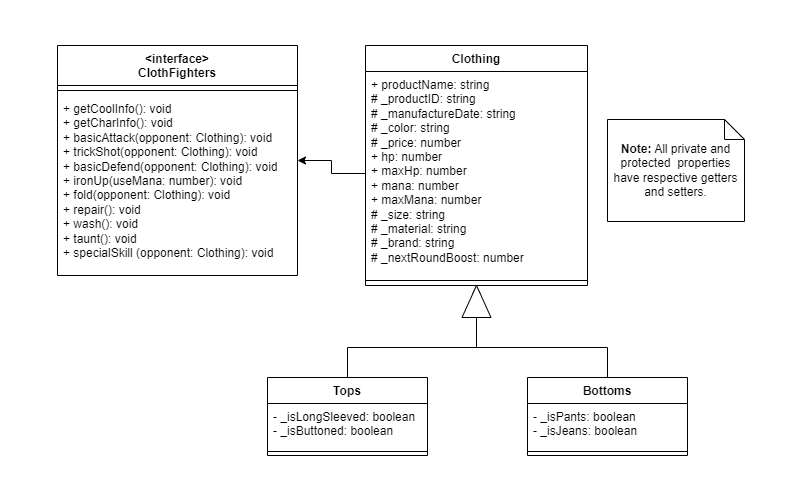 <interface>
ClothFighters
+ getCoolInfo(): void
+ getCharInfo(): void
+ basicAttack(opponent: Clothing): void
+ trickShot(opponent: Clothing): void
+ basicDefend(opponent: Clothing): void
+ ironUp(useMana: number): void
+ fold(opponent: Clothing): void
+ repair(): void
+ wash(): void
+ taunt(): void
+ specialSkill (opponent: Clothing): void
Clothing
+ productName: string
# _productID: string
# _manufactureDate: string
# _color: string
# _price: number
+ hp: number
+ maxHp: number
+ mana: number
+ maxMana: number
# _size: string
# _material: string
# _brand: string
# _nextRoundBoost: number
Note: All private and
protected properties
have respective getters
and setters.
Tops
- _isLongSleeved: boolean
- _isButtoned: boolean
Bottoms
- _isPants: boolean
- _isJeans: boolean